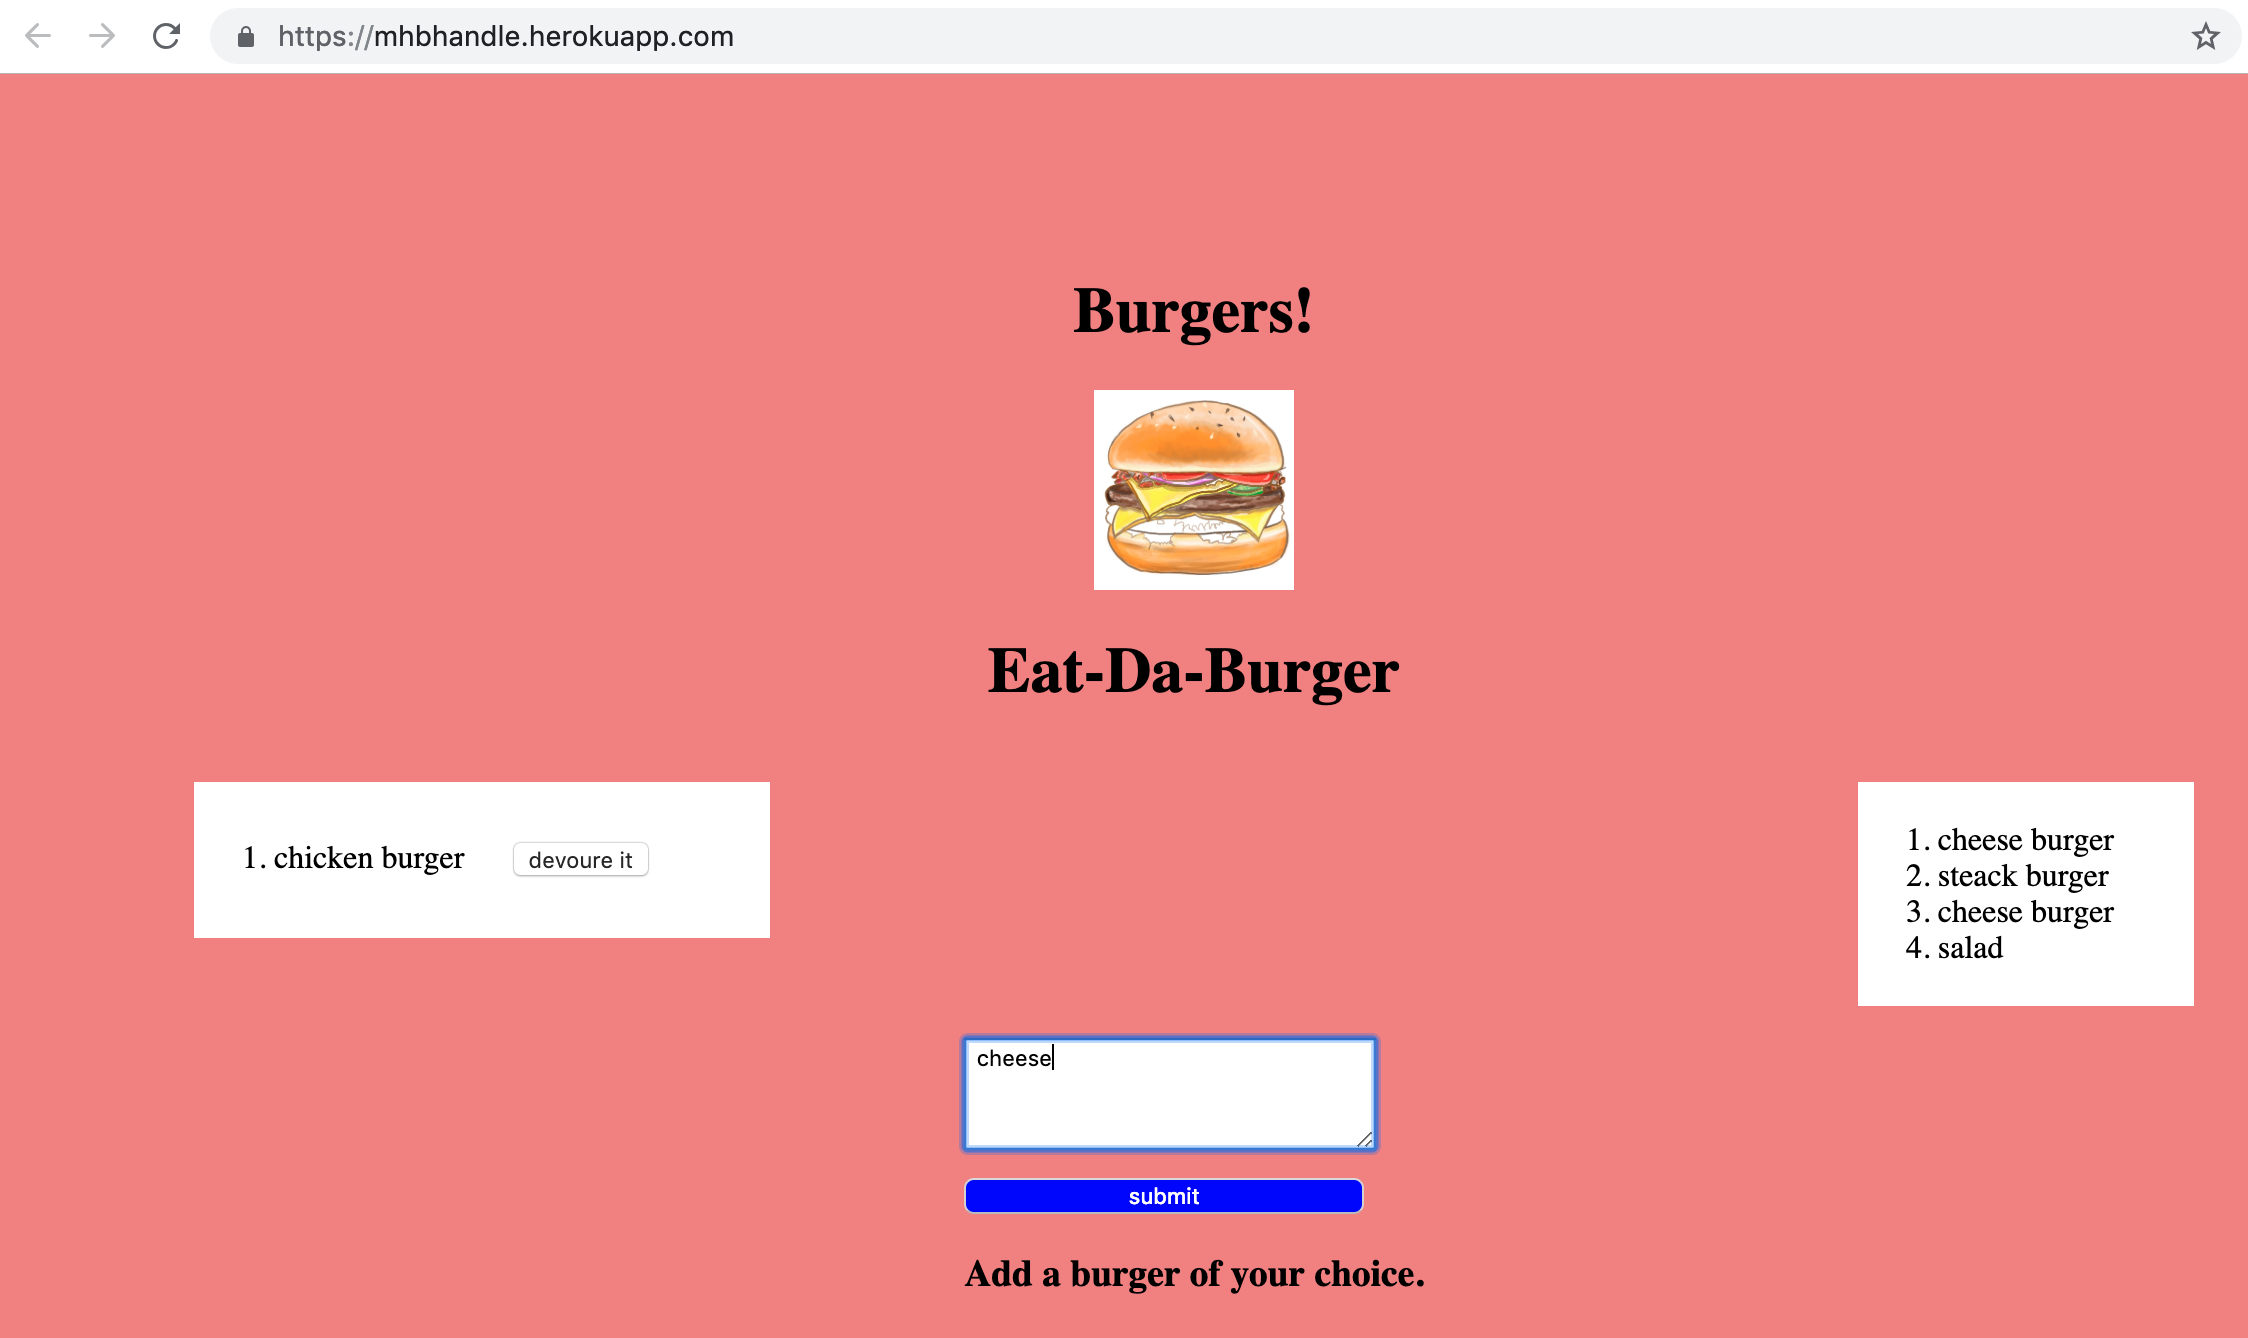 https://mhbhandle.herokuapp.com
Burgers!
Eat-Da-Burger
1. chicken burger devoure it
1. cheese burger
2. steack burger
3. cheese burger
4. salad
cheese
submit
Add a burger of your choice.